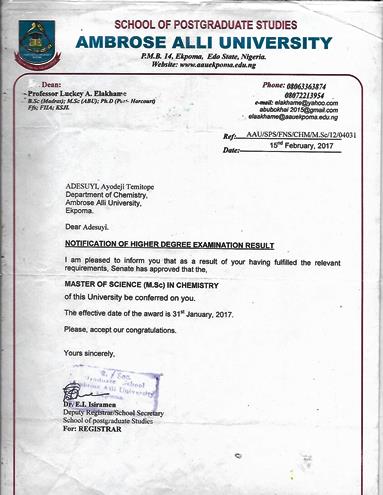 SCHOOL OF POSTGRADUATE STUDIES
AMBROSE ALLI UNIVERSITY
P.M.B. 14, Ekpoma, Edo State, Nigeria.
Website: www.aauekpoma.edu.ng
Dean:
Professor Luckey A. Elakhame
B.Sc (Madras); M.Sc (ABU); Ph.D (Port Harcourt)
Phone: 08063363874
08072213954
e-mail: elakhame@yahoo.com
abubokhai 2015@gmail.com
elaakhame@aauekpoma.edu.ng
Ref: AAU/SPS/FNS/CHM/M.Sc/12/04031
Date: 15nd February, 2017
ADESUYI, Ayodeji Temitope
Department of Chemistry,
Ambrose Alli University,
Ekpoma.
Dear Adesuyi.
NOTIFICATION OF HIGHER DEGREE EXAMINATION RESULT
I am pleased to inform you that as a result of your having fulfilled the relevant
requirements, Senate has approved that the,
MASTER OF SCIENCE (M.Sc) IN CHEMISTRY
of this University be conferred on you.
The effective date of the award is 31st January, 2017.
Please, accept our congratulations.
Yours sincerely,
Graduate School
Ambrose Alli University
Dr. E.I. Isiramen
Deputy Registrar/School Secretary
School of postgraduate Studies
For: REGISTRAR